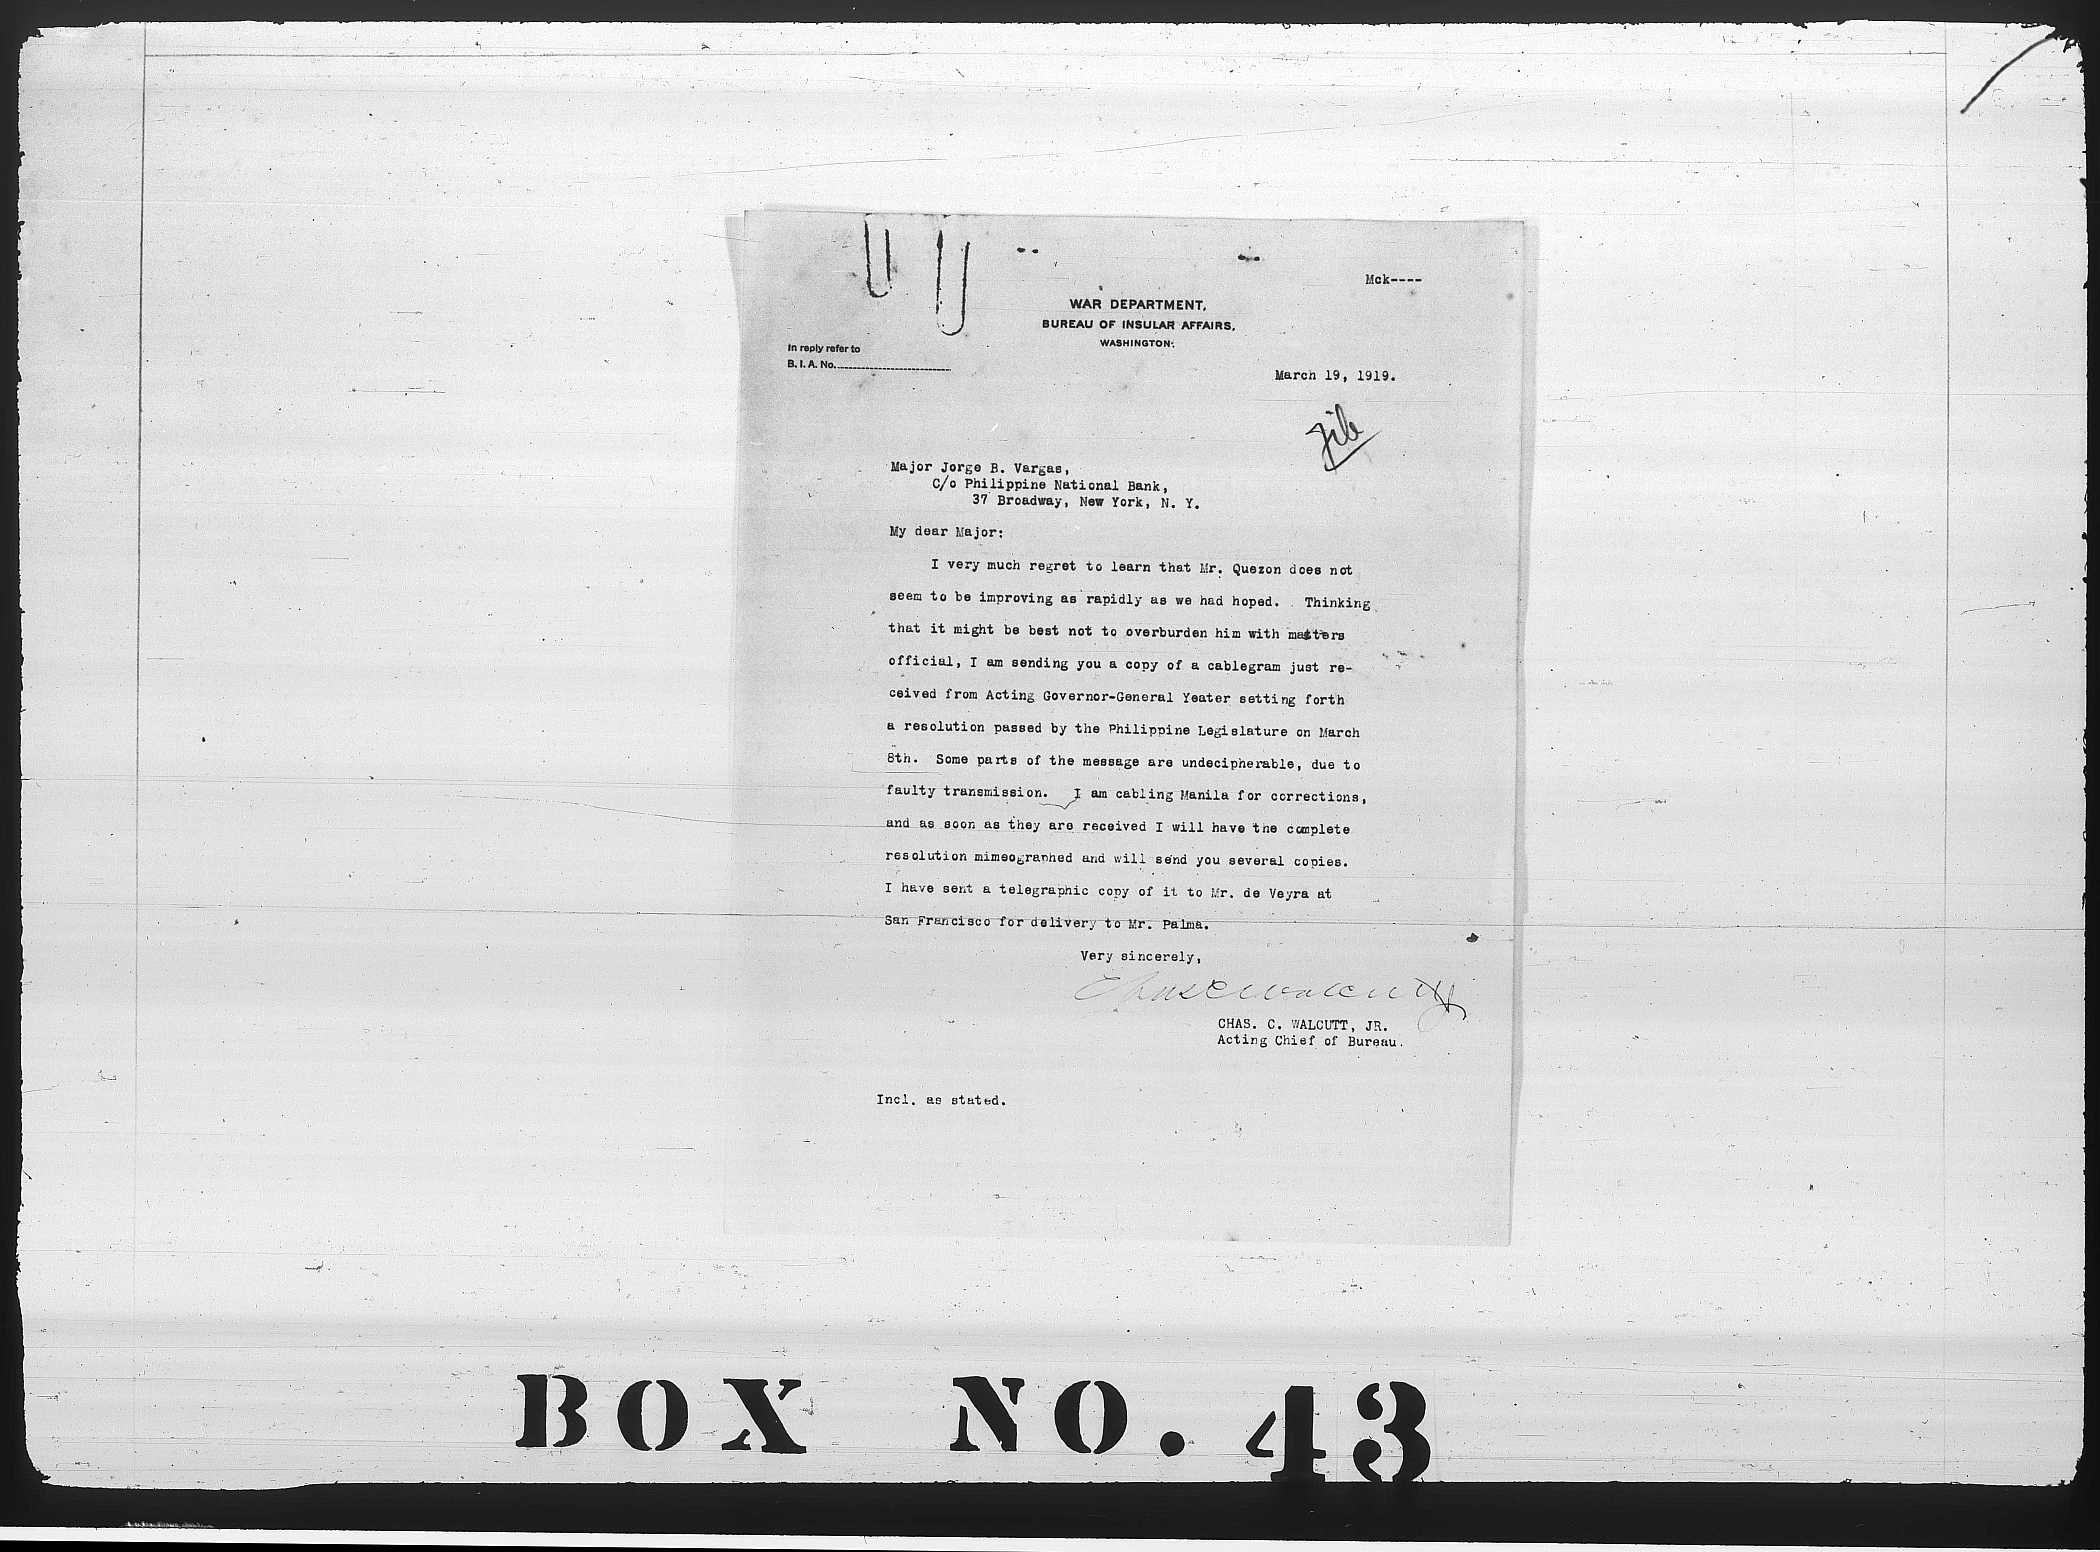 Mck----
WAR DEPARTMENT,
BUREAU OF INSULAR AFFAIRS,
WASHINGTON.
In reply refer to
B. I. A. No.
March 19, 1919.
File
Major Jorge B. Vargas,
C/o Philippine National Bank,
37 Broadway, New York, N. Y.
My dear Major:
I very much regret to learn that Mr. Quezon does not
seem to be improving as rapidly as we had hoped. Thinking
that it might be best not to overburden him with matters
official, I am sending you a copy of a cablegram just re-
ceived from Acting Governor-General Yeater setting forth
a resolution passed by the Philippine Legislature on March
8th. Some parts of the message are undecipherable, due to
faulty transmission. I am cabling Manila for corrections,
and as soon as they are received I will have the complete
resolution mimeographed and will send you several copies.
I have sent a telegraphic copy of it to Mr. de Veyra at
San Francisco for delivery to Mr. Palma.
Very sincerely,
Chas C Walcutt Jr
CHAS. C. WALCUTT, JR.
Acting Chief of Bureau.
Incl. as stated.
BOX NO. 43